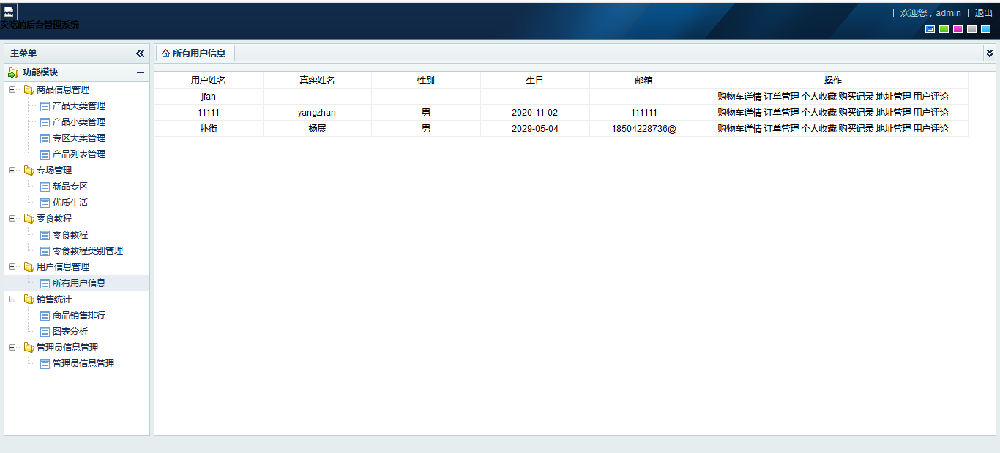 | 欢迎您，admin | 退出
卖吃的后台管理系统
主菜单
功能模块
商品信息管理
产品大类管理
产品小类管理
专区大类管理
产品列表管理
专场管理
新品专区
优质生活
零食教程
零食教程
零食教程类别管理
用户信息管理
所有用户信息
销售统计
商品销售排行
图表分析
管理员信息管理
管理员信息管理
所有用户信息
用户姓名 真实姓名 性别 生日 邮箱 操作
jfan 购物车详情 订单管理 个人收藏 购买记录 地址管理 用户评论
11111 yangzhan 男 2020-11-02 111111 购物车详情 订单管理 个人收藏 购买记录 地址管理 用户评论
扑街 杨展 男 2029-05-04 18504228736@ 购物车详情 订单管理 个人收藏 购买记录 地址管理 用户评论